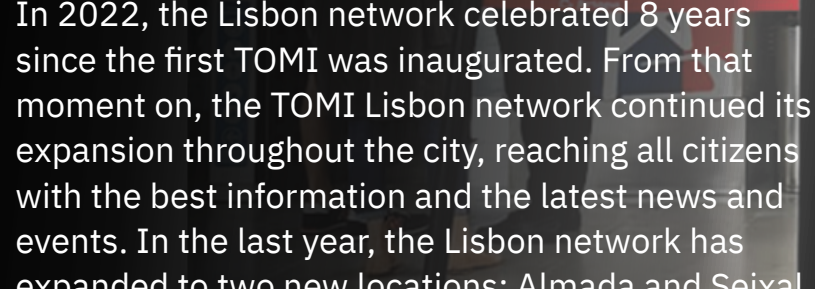 In 2022, the Lisbon network celebrated 8 years
since the first TOMI was inaugurated. From that
moment on, the TOMI Lisbon network continued its
expansion throughout the city, reaching all citizens
with the best information and the latest news and
events. In the last year, the Lisbon network has
expanded to two new locations: Almada and Seixal